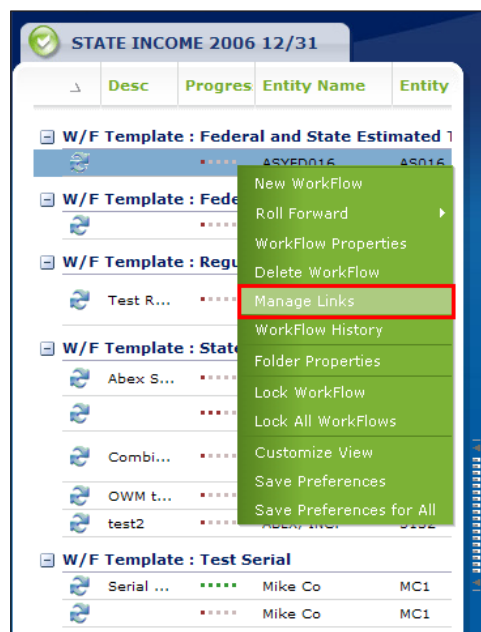 STATE INCOME 2006 12/31
Desc Progres Entity Name Entity
W/F Template : Federal and State Estimated
ASYFD016 AS016
New WorkFlow
W/F Template : Fede
Roll Forward
WorkFlow Properties
W/F Template : Regu
Delete WorkFlow
Test R... Manage Links
WorkFlow History
W/F Template : State
Folder Properties
Abex S...
Lock WorkFlow
Lock All WorkFlows
Combi... Customize View
Save Preferences
OWM t...
Save Preferences for All
test2 ABEX, INC.
W/F Template : Test Serial
Serial ... Mike Co MC1
Mike Co MC1